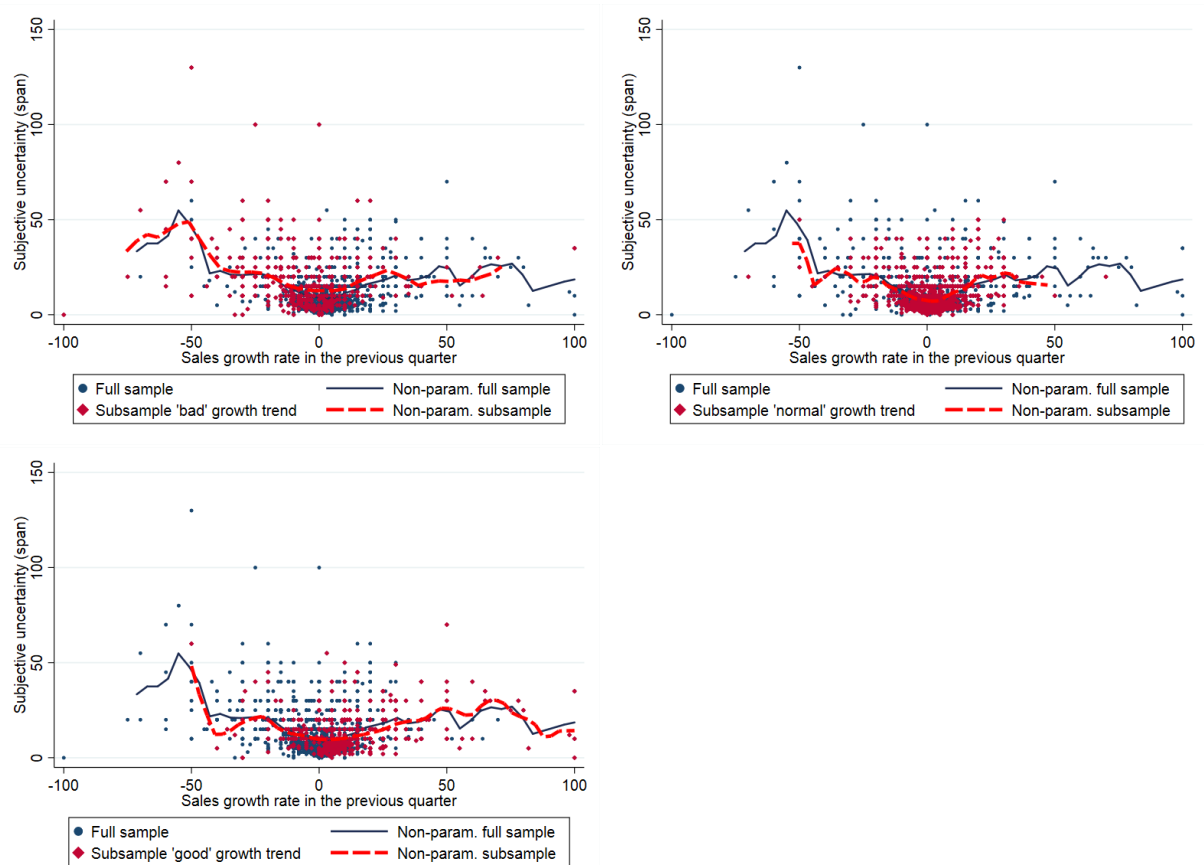 Subjective uncertainty (span)
150
100
50
0
-100 -50 0 50 100
Sales growth rate in the previous quarter
Full sample Non-param. full sample
Subsample 'bad' growth trend Non-param. subsample
Subjective uncertainty (span)
150
100
50
0
-100 -50 0 50 100
Sales growth rate in the previous quarter
Full sample Non-param. full sample
Subsample 'normal' growth trend Non-param. subsample
Subjective uncertainty (span)
150
100
50
0
-100 -50 0 50 100
Sales growth rate in the previous quarter
Full sample Non-param. full sample
Subsample 'good' growth trend Non-param. subsample